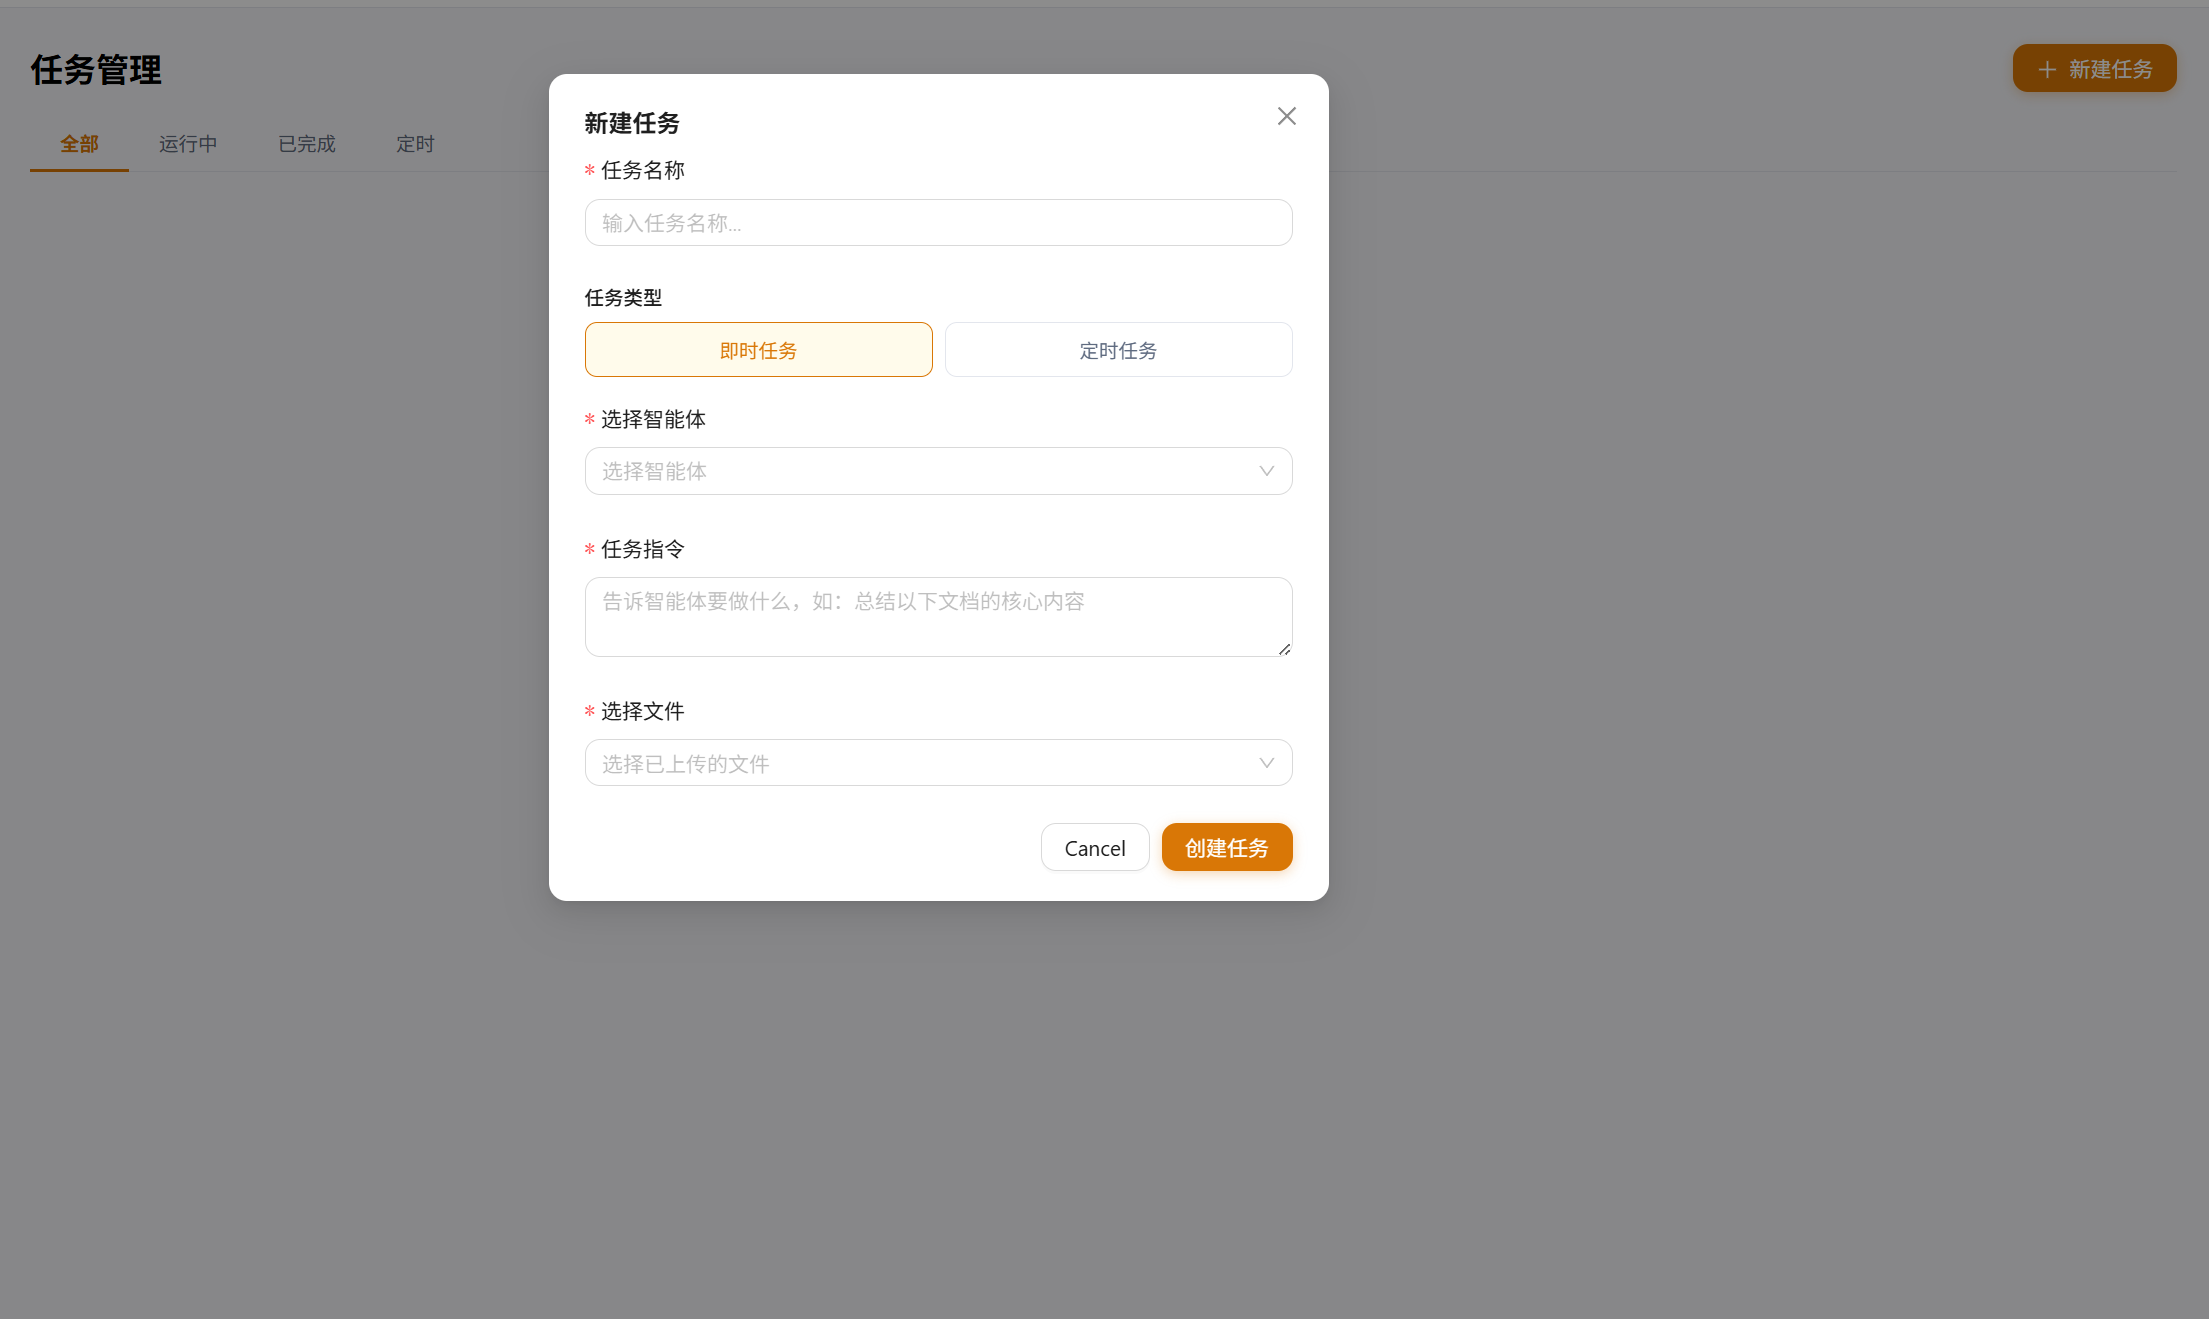 任务管理
+ 新建任务
全部 运行中 已完成 定时
新建任务
* 任务名称
输入任务名称...
任务类型
即时任务 定时任务
* 选择智能体
选择智能体
* 任务指令
告诉智能体要做什么，如：总结以下文档的核心内容
* 选择文件
选择已上传的文件
Cancel 创建任务